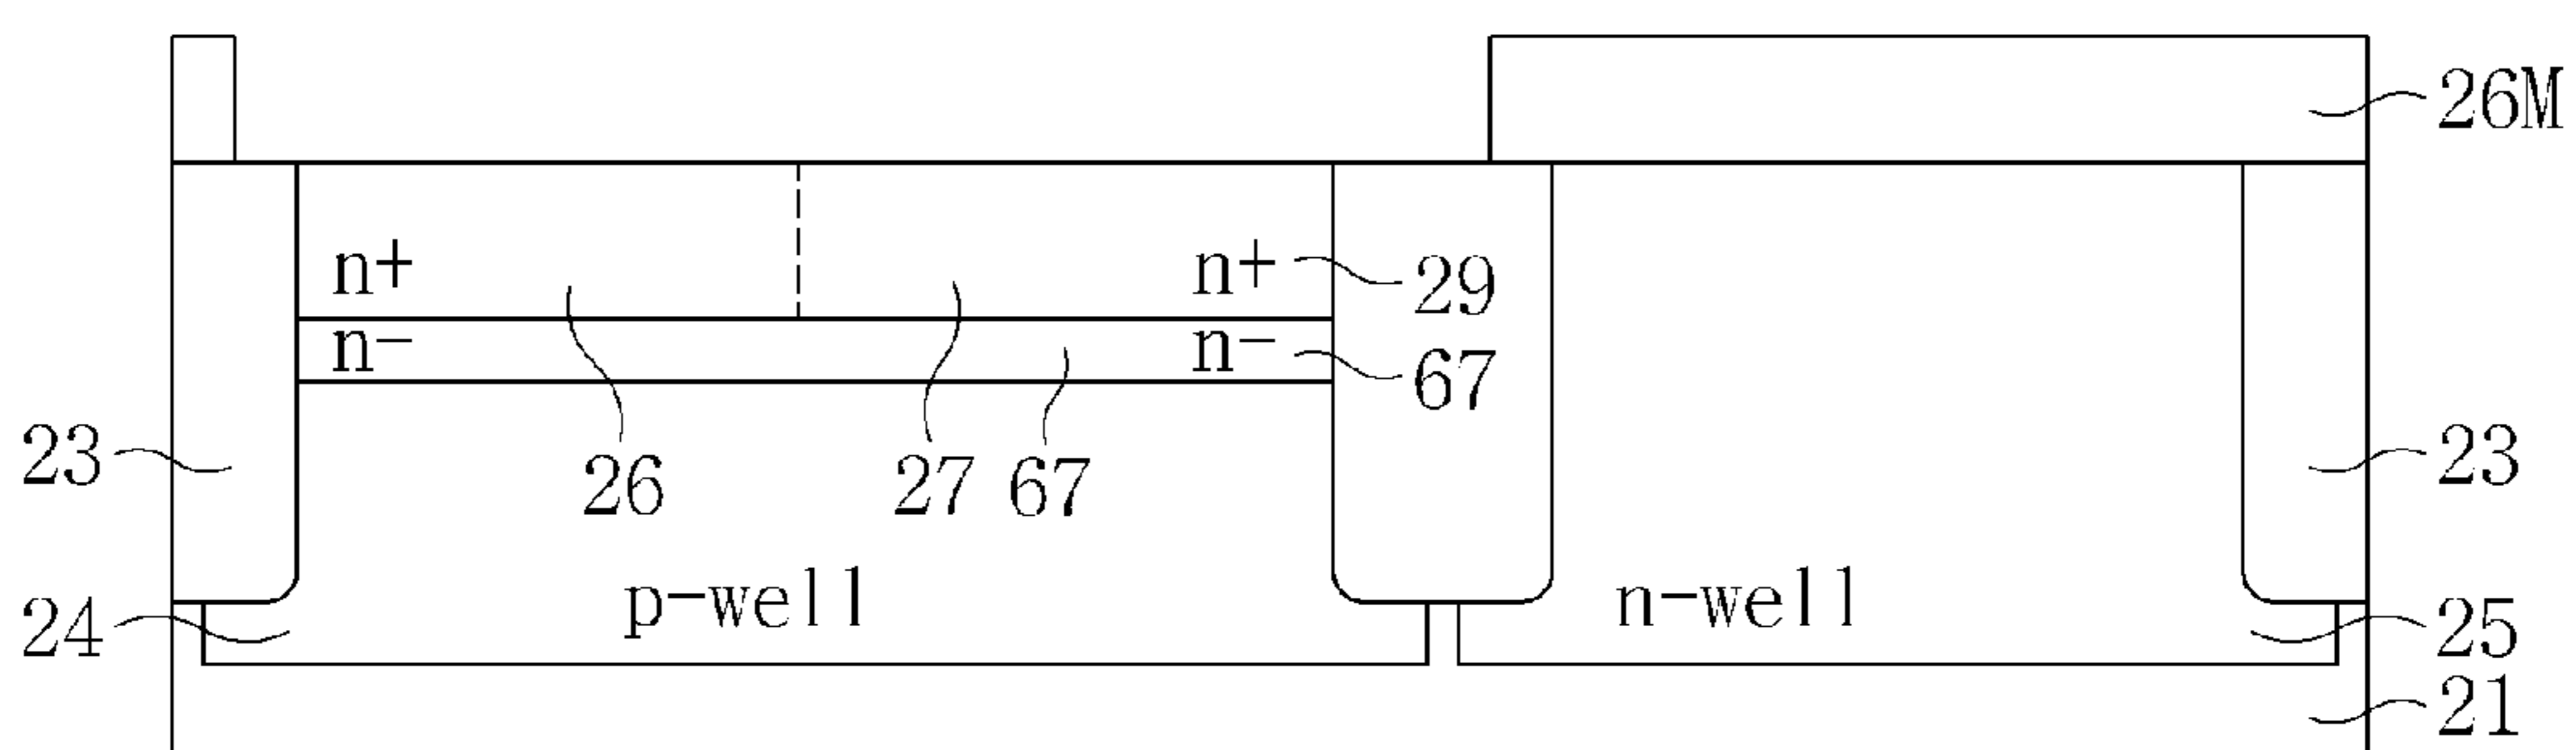 26M
n+ n+ 29
n- n- 67
23 26 27 67 23
24 p-well n-well 25
21